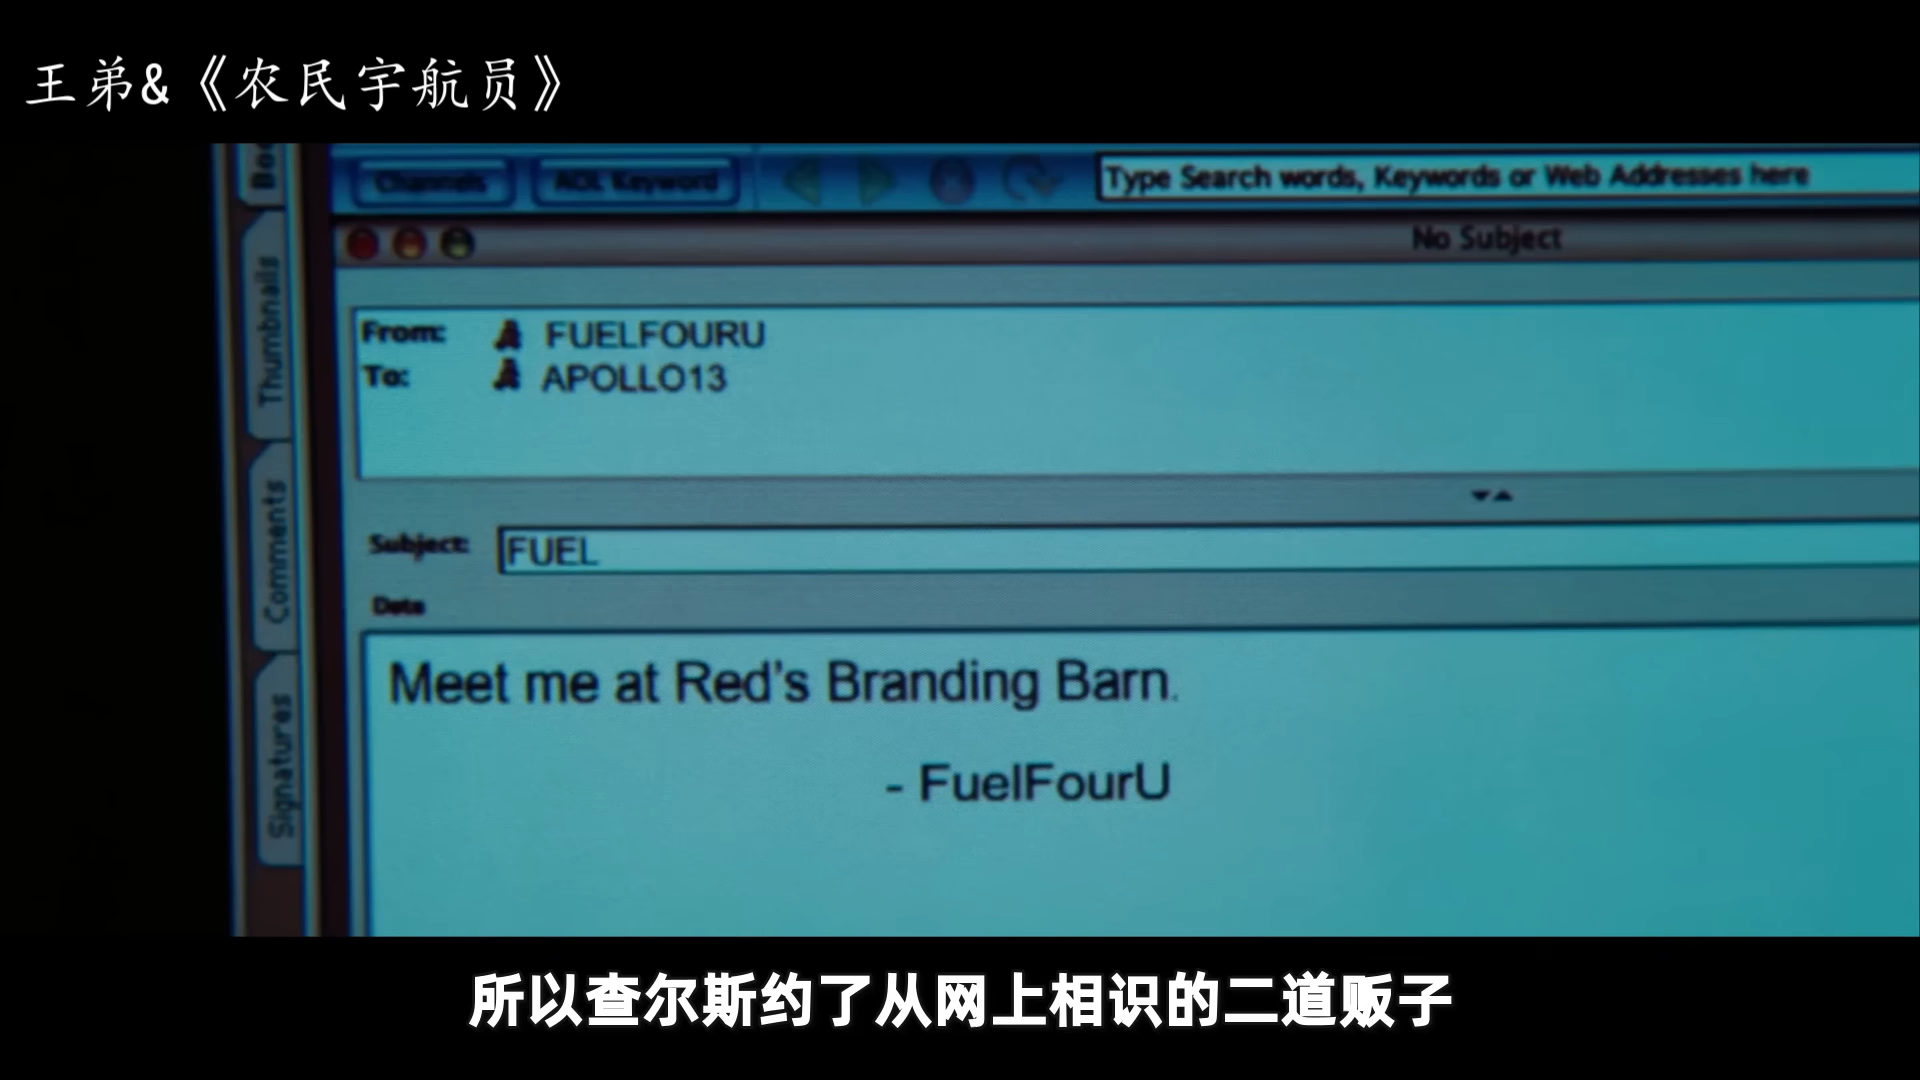 王弟&《农民宇航员》
Channels
AOL Keyword
Type Search words, Keywords or Web Addresses here
No Subject
Thumbnails
Comments
Signatures
From: FUELFOURU
To: APOLLO13
Subject: FUEL
Date
Meet me at Red's Branding Barn.
- FuelFourU
所以查尔斯约了从网上相识的二道贩子